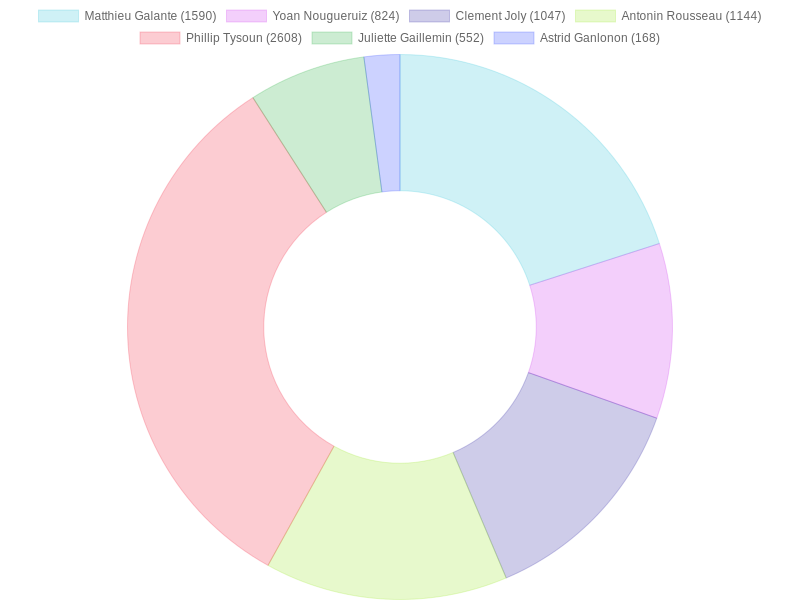 Matthieu Galante (1590) Yoan Nougueruiz (824) Clement Joly (1047) Antonin Rousseau (1144)
Phillip Tysoun (2608) Juliette Gaillemin (552) Astrid Ganlonon (168)